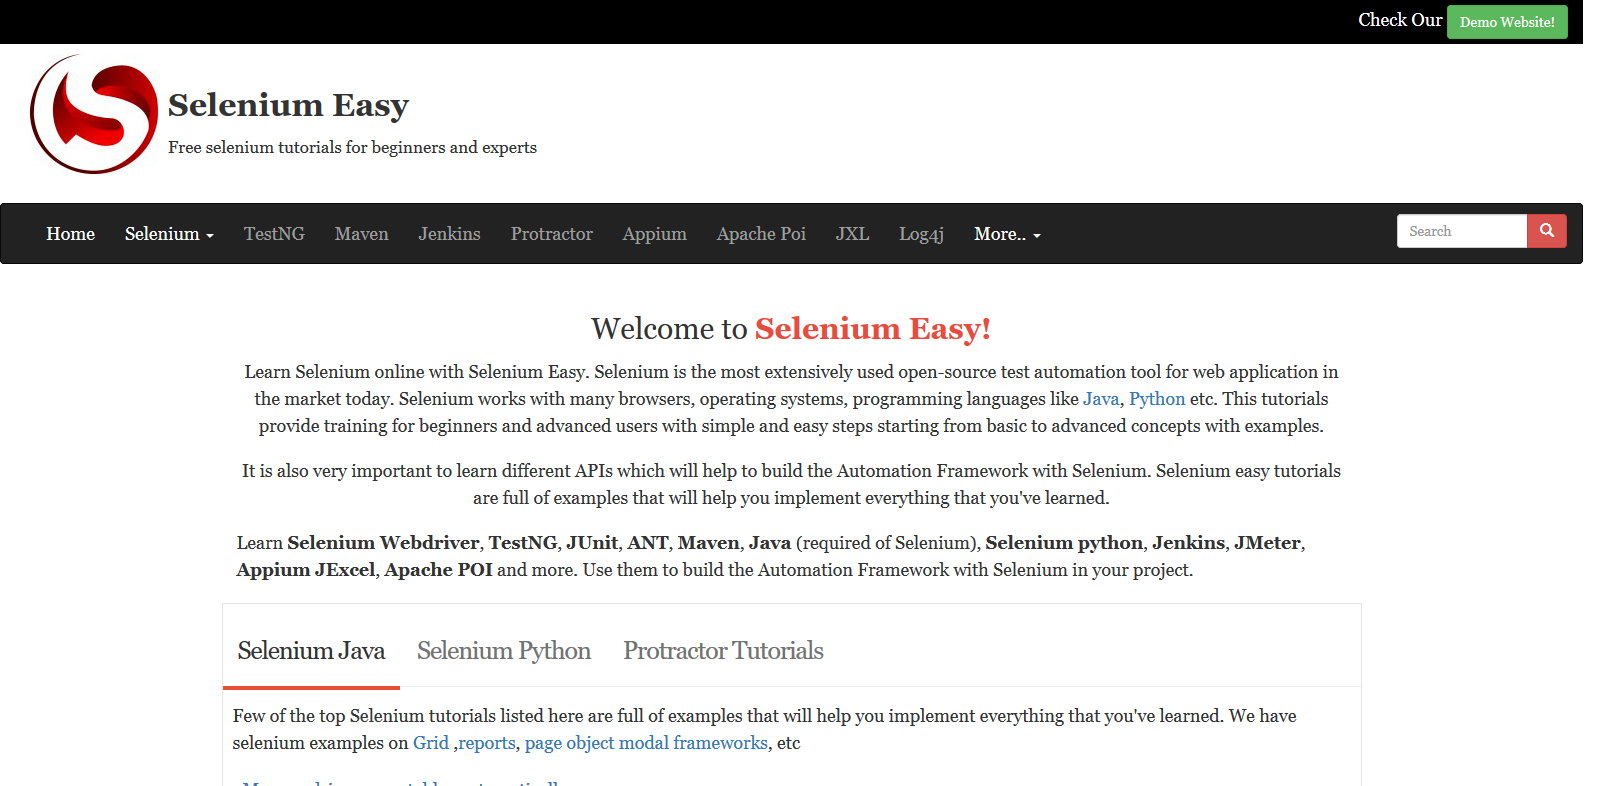 Check Our Demo Website!
Selenium Easy
Free selenium tutorials for beginners and experts
Home Selenium TestNG Maven Jenkins Protractor Appium Apache Poi JXL Log4j More.. Search
Welcome to Selenium Easy!
Learn Selenium online with Selenium Easy. Selenium is the most extensively used open-source test automation tool for web application in
the market today. Selenium works with many browsers, operating systems, programming languages like Java, Python etc. This tutorials
provide training for beginners and advanced users with simple and easy steps starting from basic to advanced concepts with examples.
It is also very important to learn different APIs which will help to build the Automation Framework with Selenium. Selenium easy tutorials
are full of examples that will help you implement everything that you've learned.
Learn Selenium Webdriver, TestNG, JUnit, ANT, Maven, Java (required of Selenium), Selenium python, Jenkins, JMeter,
Appium JExcel, Apache POI and more. Use them to build the Automation Framework with Selenium in your project.
Selenium Java Selenium Python Protractor Tutorials
Few of the top Selenium tutorials listed here are full of examples that will help you implement everything that you've learned. We have
selenium examples on Grid ,reports, page object modal frameworks, etc